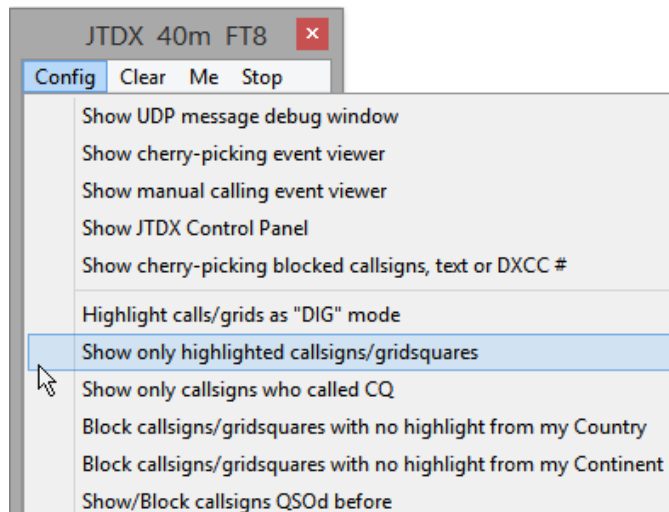 JTDX 40m FT8
Config Clear Me Stop
Show UDP message debug window
Show cherry-picking event viewer
Show manual calling event viewer
Show JTDX Control Panel
Show cherry-picking blocked callsigns, text or DXCC #
Highlight calls/grids as "DIG" mode
Show only highlighted callsigns/gridsquares
Show only callsigns who called CQ
Block callsigns/gridsquares with no highlight from my Country
Block callsigns/gridsquares with no highlight from my Continent
Show/Block callsigns QSOd before